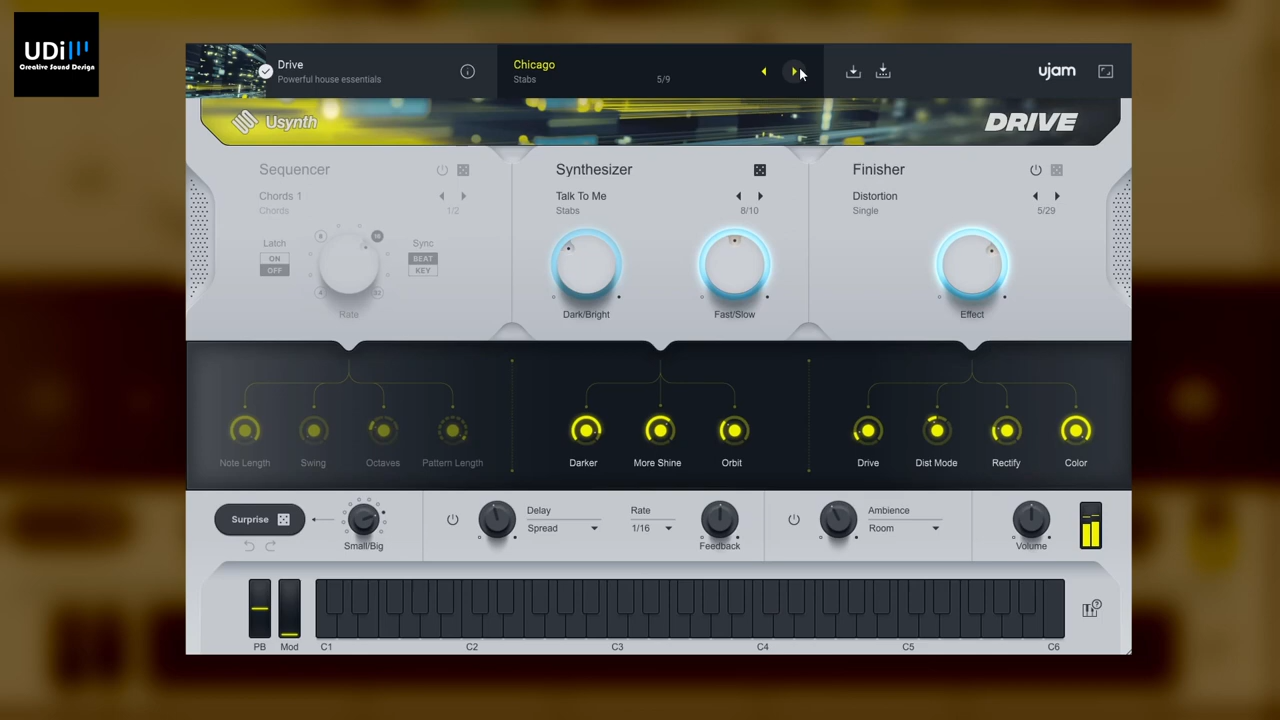 UDi
Creative Sound Design
Drive
Powerful house essentials
Chicago
Stabs
5/9
ujam
Usynth
DRIVE
Sequencer
Chords 1
Chords
1/2
Latch
ON
OFF
8
16
4
32
Sync
BEAT
KEY
Rate
Synthesizer
Talk To Me
Stabs
8/10
Dark/Bright
Fast/Slow
Finisher
Distortion
Single
5/29
Effect
Note Length
Swing
Octaves
Pattern Length
Darker
More Shine
Orbit
Drive
Dist Mode
Rectify
Color
Surprise
Small/Big
Delay
Spread
Rate
1/16
Feedback
Ambience
Room
Volume
PB
Mod
C1
C2
C3
C4
C5
C6